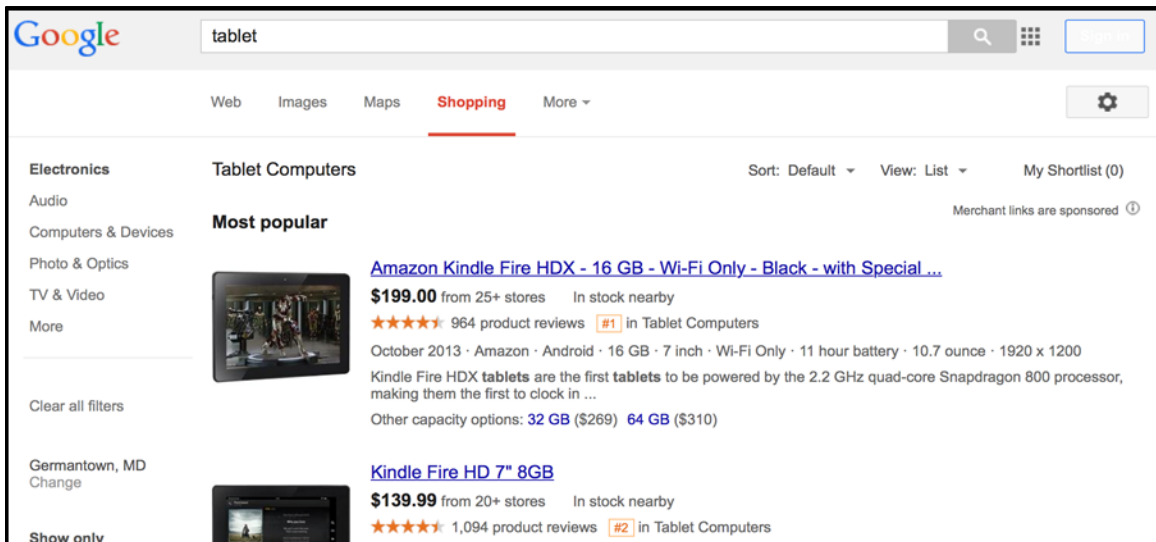 Google
tablet
Sign in
Web Images Maps Shopping More
Electronics
Audio
Computers & Devices
Photo & Optics
TV & Video
More
Clear all filters
Germantown, MD
Change
Show only
Tablet Computers
Sort: Default View: List My Shortlist (0)
Merchant links are sponsored
Most popular
Amazon Kindle Fire HDX - 16 GB - Wi-Fi Only - Black - with Special ...
$199.00 from 25+ stores In stock nearby
964 product reviews #1 in Tablet Computers
October 2013 · Amazon · Android · 16 GB · 7 inch · Wi-Fi Only · 11 hour battery · 10.7 ounce · 1920 x 1200
Kindle Fire HDX tablets are the first tablets to be powered by the 2.2 GHz quad-core Snapdragon 800 processor,
making them the first to clock in ...
Other capacity options: 32 GB ($269) 64 GB ($310)
Kindle Fire HD 7" 8GB
$139.99 from 20+ stores In stock nearby
1,094 product reviews #2 in Tablet Computers